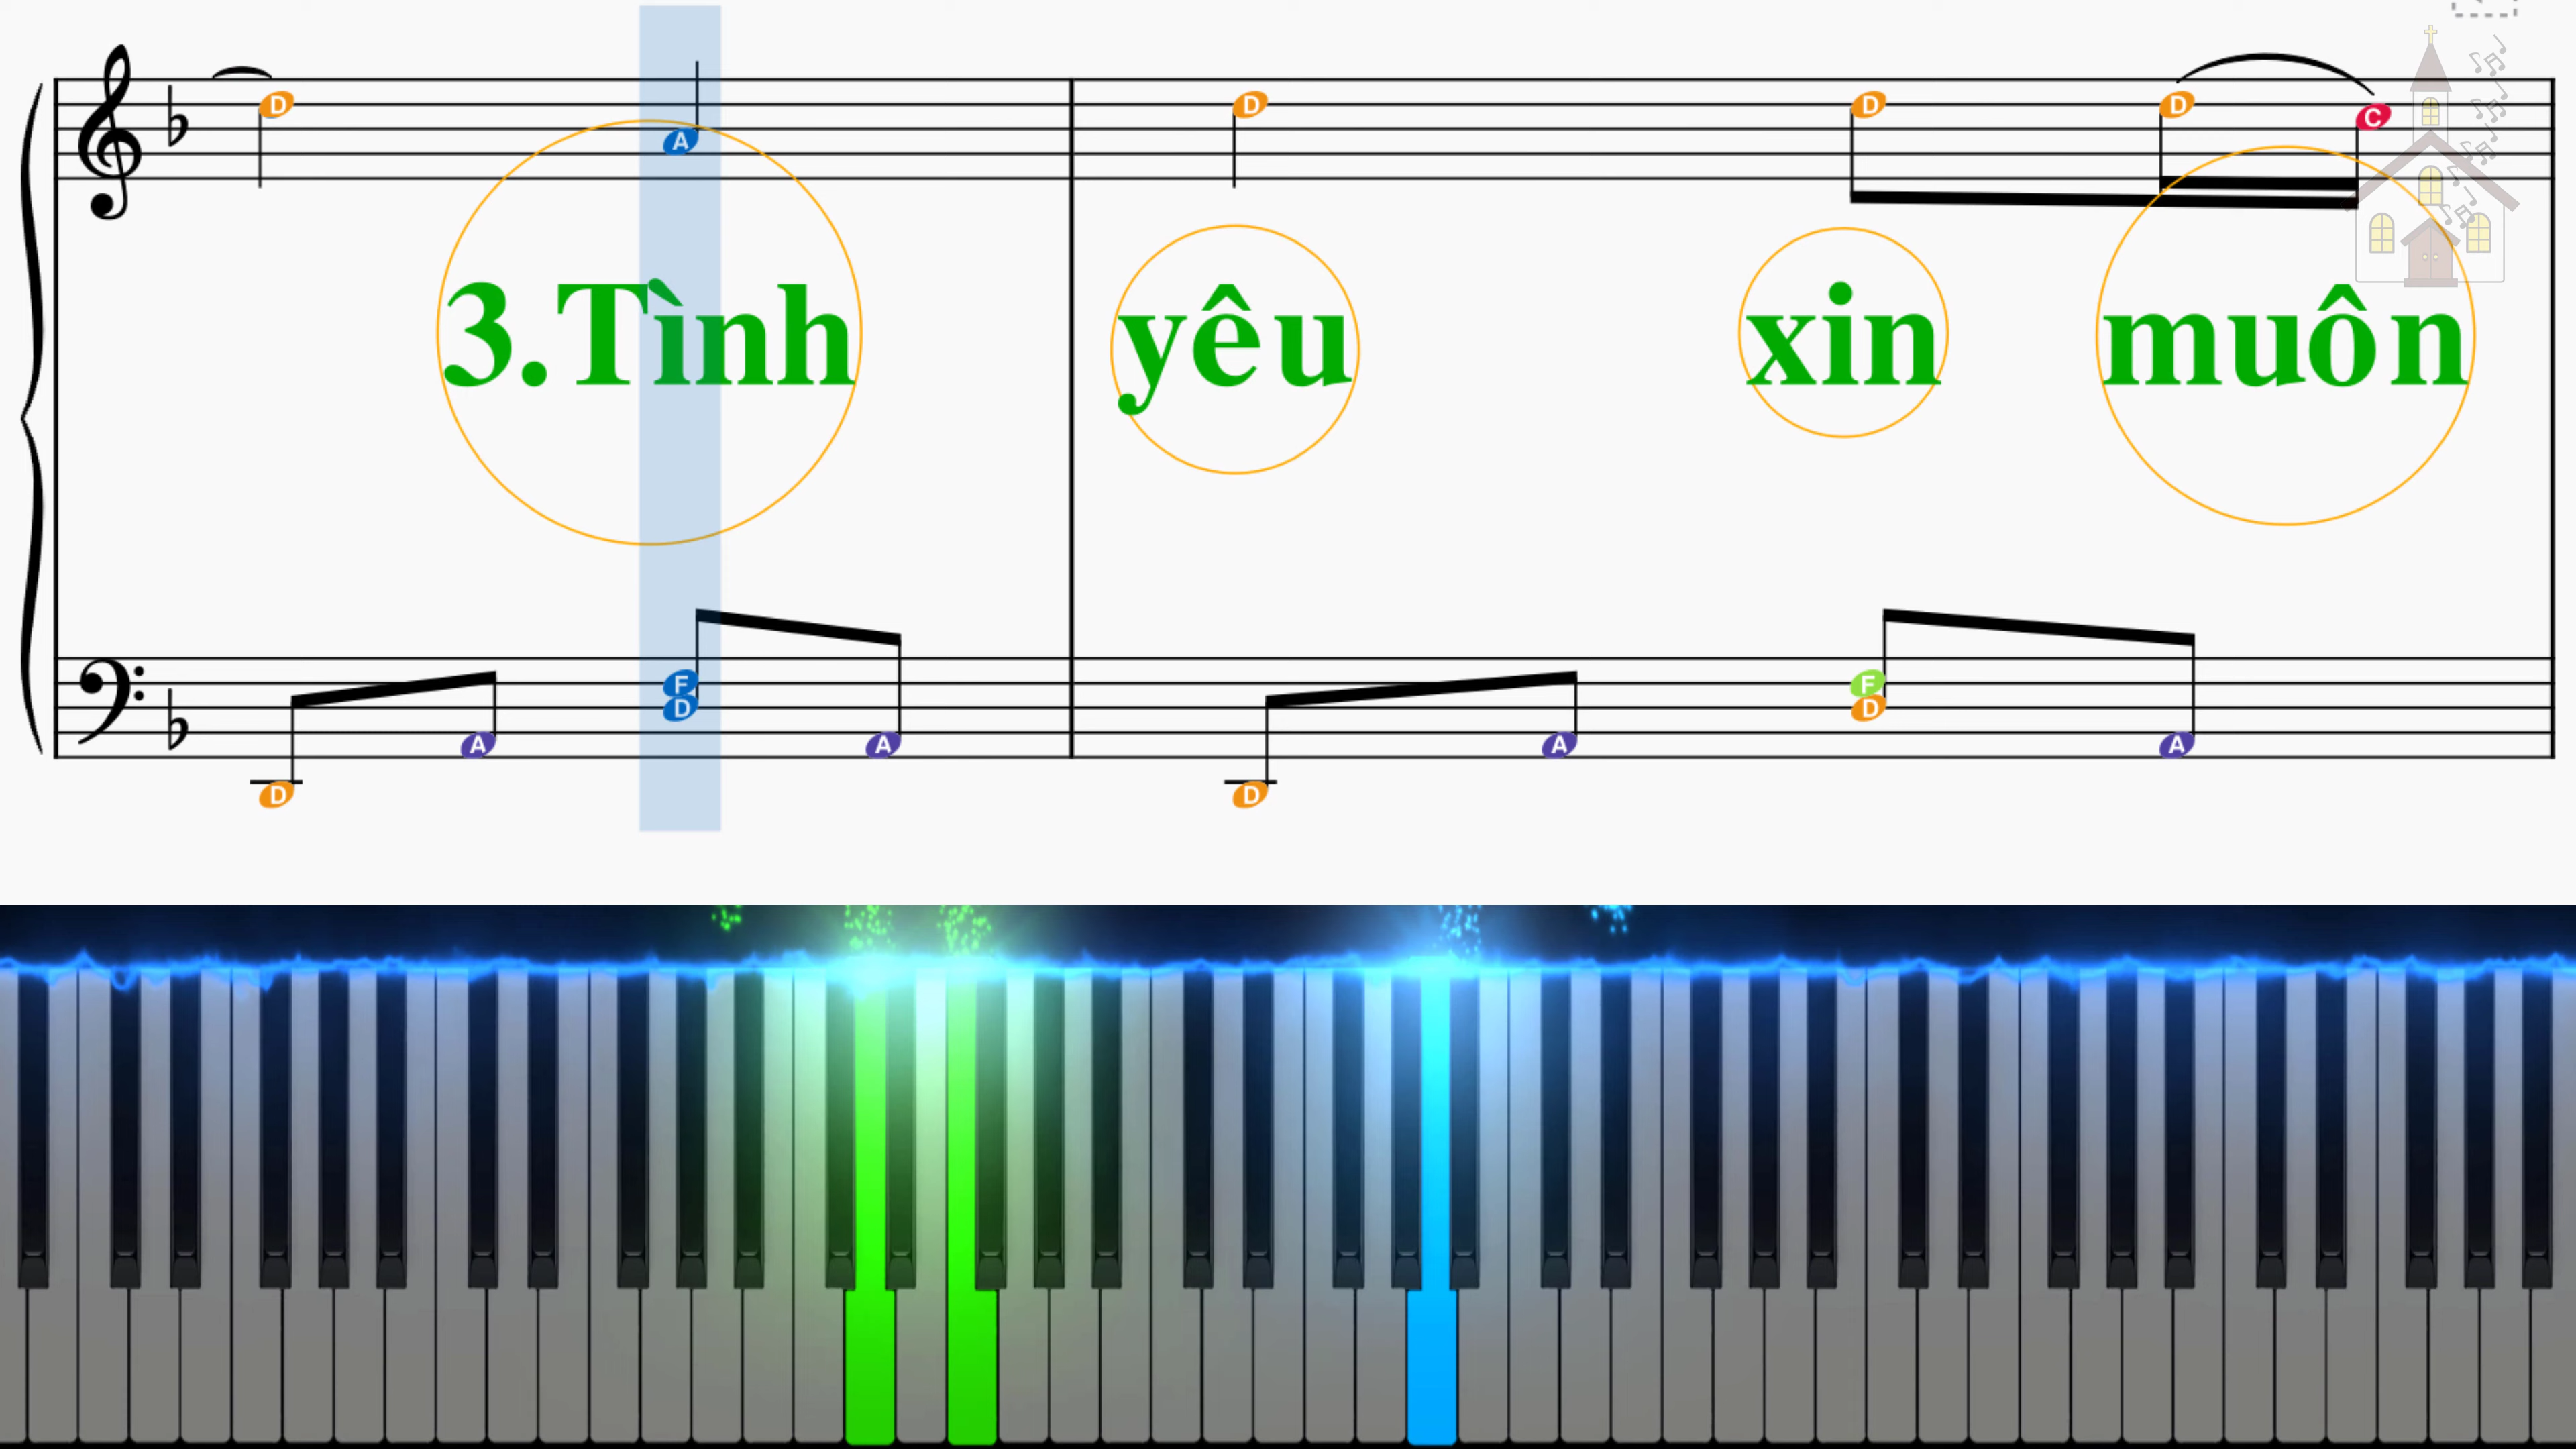 D A D D D C
3.Tình yêu xin muôn
F F
D D
A A A A
D D